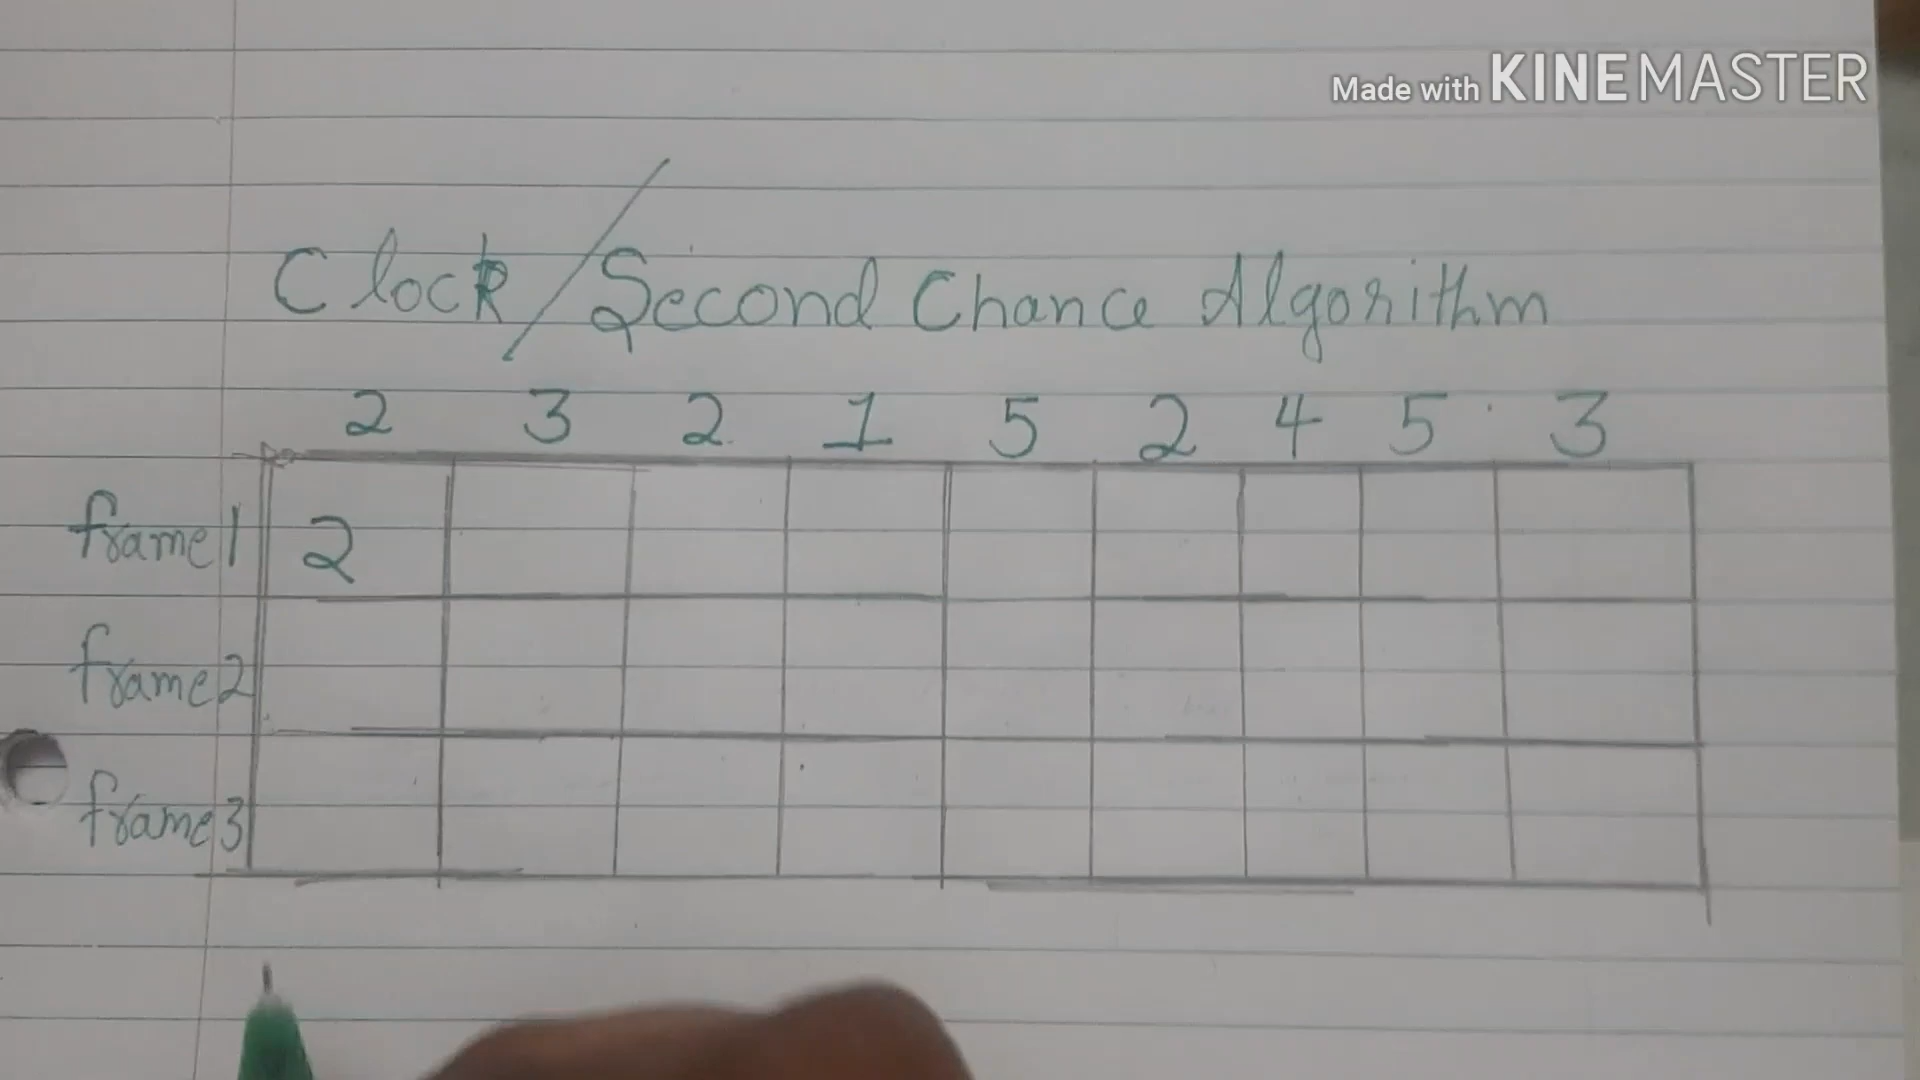 Made with KINEMASTER
Clock/Second Chance Algorithm
2 3 2 1 5 2 4 5 3
frame1 2
frame2
frame3